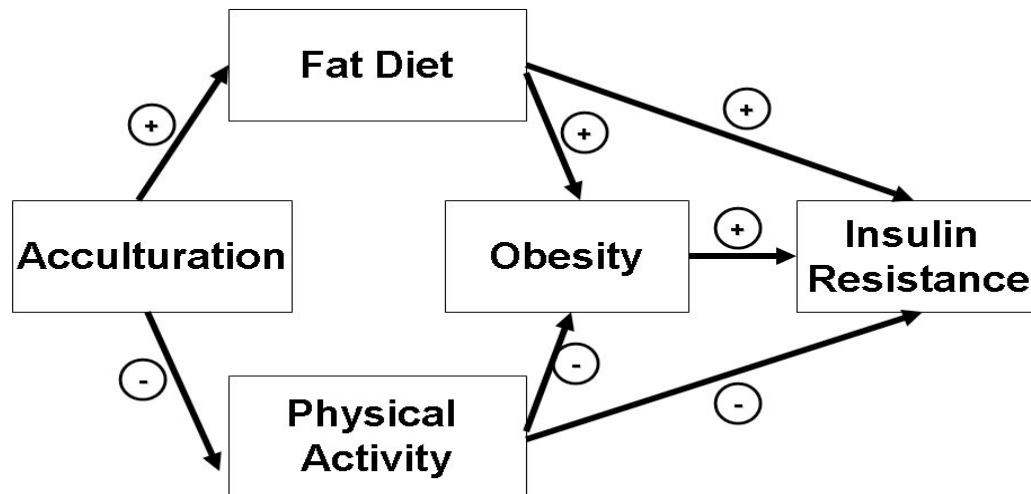 Fat Diet
+
+
+
Acculturation
Obesity
+
Insulin
Resistance
-
-
-
Physical
Activity